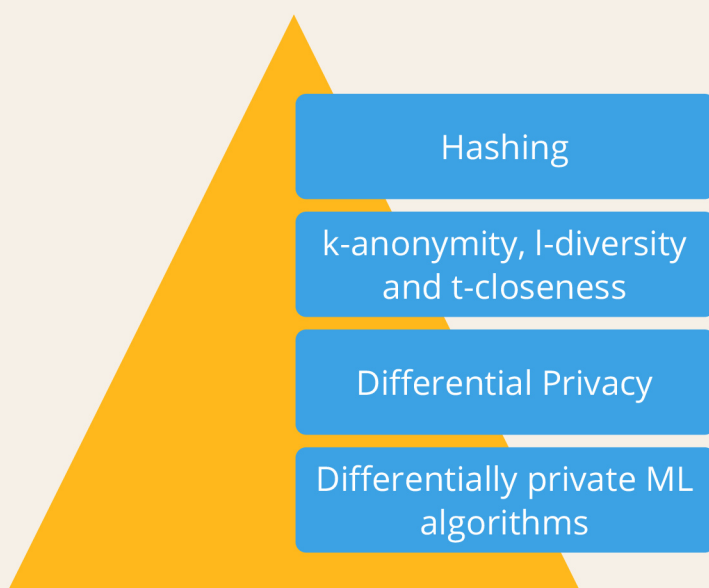 Hashing
k-anonymity, l-diversity
and t-closeness
Differential Privacy
Differentially private ML
algorithms